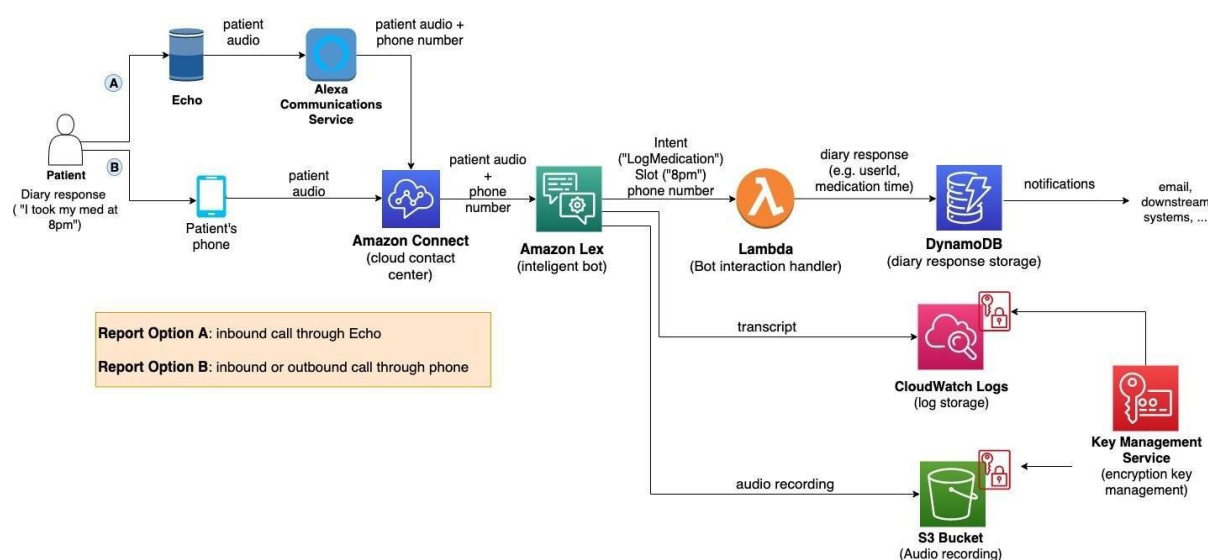 patient
audio
patient audio +
phone number
A
Echo
Alexa
Communications
Service
B
Patient
Diary response
( "I took my med at
8pm")
patient
audio
Patient's
phone
Amazon Connect
(cloud contact
center)
patient audio
+
phone
number
Amazon Lex
(inteligent bot)
Intent
("LogMedication")
Slot ("8pm")
phone number
Lambda
(Bot interaction handler)
diary response
(e.g. userId,
medication time)
DynamoDB
(diary response storage)
notifications
email,
downstream
systems, ...
Report Option A: inbound call through Echo
Report Option B: inbound or outbound call through phone
transcript
CloudWatch Logs
(log storage)
Key Management
Service
(encryption key
management)
audio recording
S3 Bucket
(Audio recording)